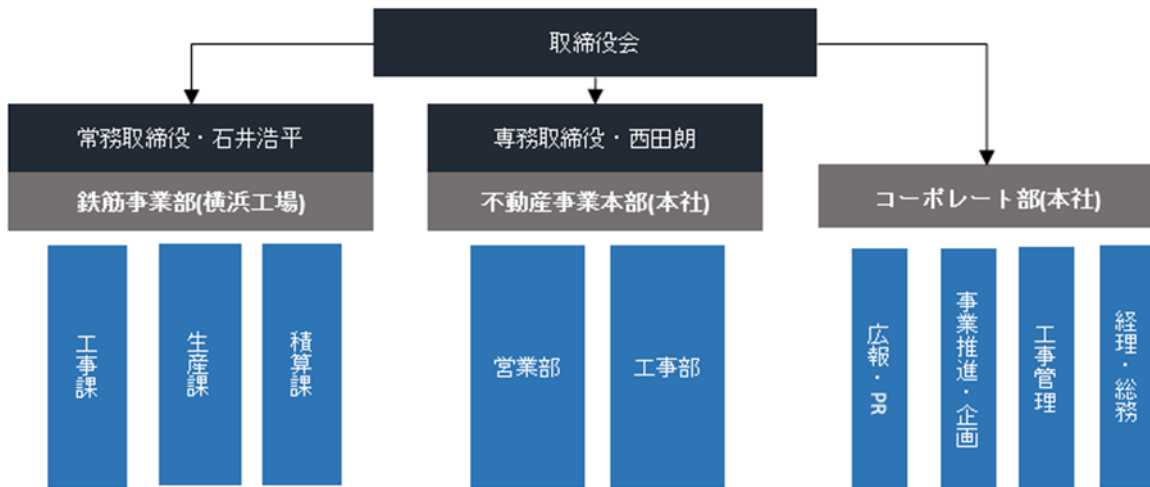 取締役会
常務取締役・石井浩平
専務取締役・西田朗
鉄筋事業部(横浜工場)
不動産事業本部(本社)
コーポレート部(本社)
工事課
生産課
積算課
営業部
工事部
広報・PR
事業推進・企画
工事管理
経理・総務